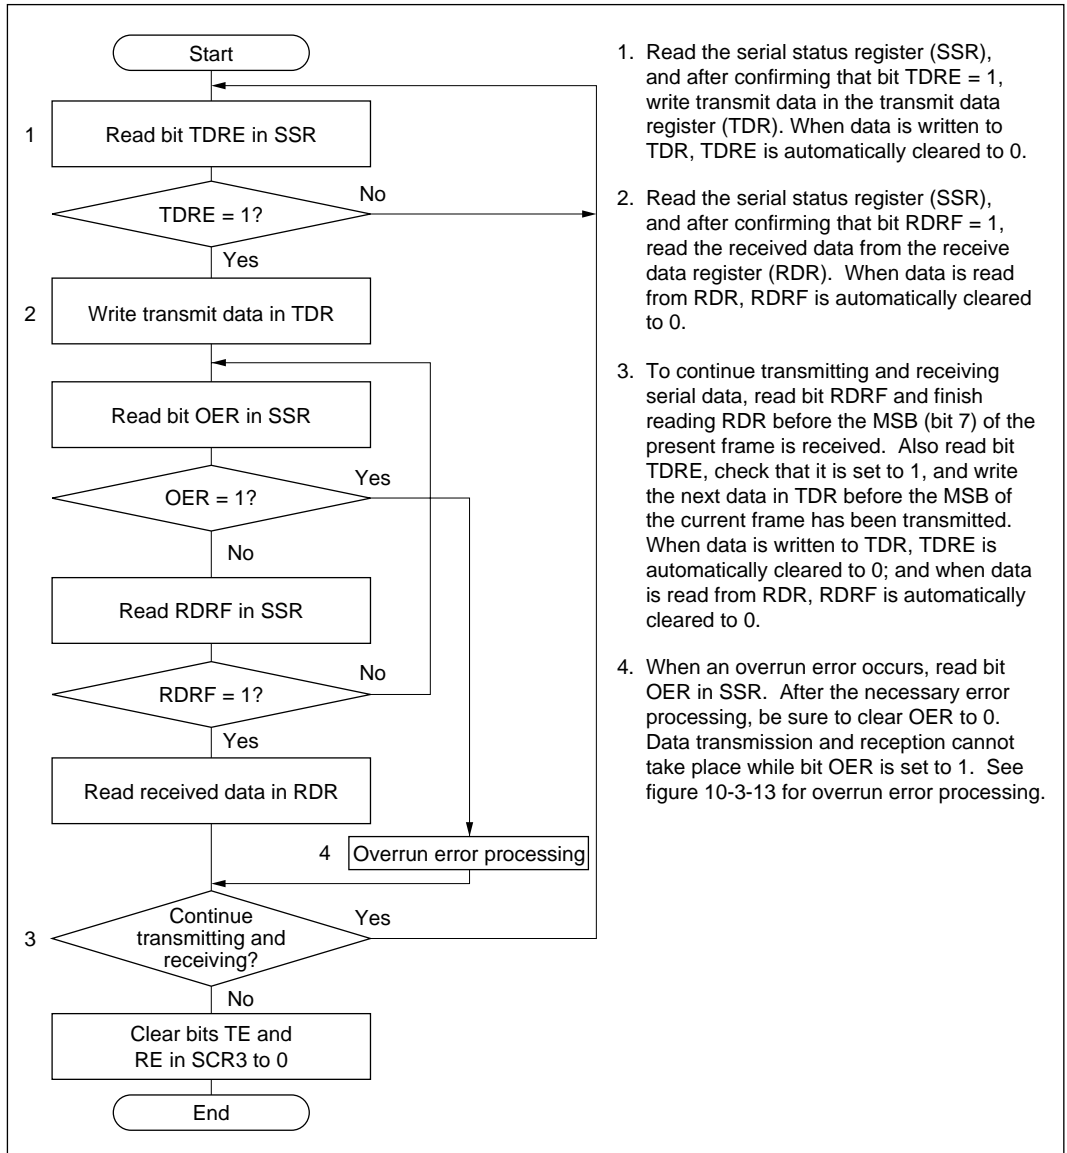 Start
1
Read bit TDRE in SSR
No
TDRE = 1?
Yes
2
Write transmit data in TDR
Read bit OER in SSR
Yes
OER = 1?
No
Read RDRF in SSR
No
RDRF = 1?
Yes
Read received data in RDR
4
Overrun error processing
Continue
transmitting and
receiving?
Yes
3
No
Clear bits TE and
RE in SCR3 to 0
End
1. Read the serial status register (SSR),
and after confirming that bit TDRE = 1,
write transmit data in the transmit data
register (TDR). When data is written to
TDR, TDRE is automatically cleared to 0.
2. Read the serial status register (SSR),
and after confirming that bit RDRF = 1,
read the received data from the receive
data register (RDR).  When data is read
from RDR, RDRF is automatically cleared
to 0.
3. To continue transmitting and receiving
serial data, read bit RDRF and finish
reading RDR before the MSB (bit 7) of the
present frame is received.  Also read bit
TDRE, check that it is set to 1, and write
the next data in TDR before the MSB of
the current frame has been transmitted.
When data is written to TDR, TDRE is
automatically cleared to 0; and when data
is read from RDR, RDRF is automatically
cleared to 0.
4. When an overrun error occurs, read bit
OER in SSR.  After the necessary error
processing, be sure to clear OER to 0.
Data transmission and reception cannot
take place while bit OER is set to 1.  See
figure 10-3-13 for overrun error processing.